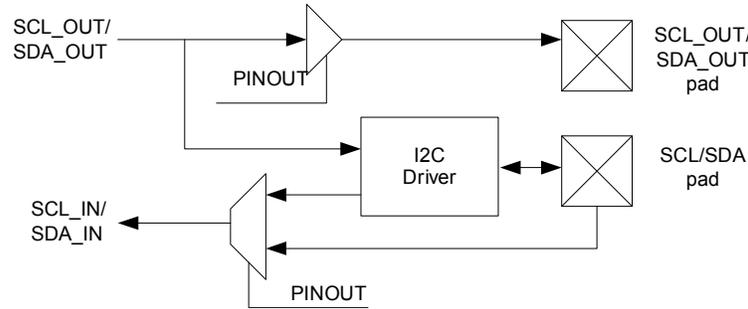 SCL_OUT/
SDA_OUT
PINOUT
SCL_OUT/
SDA_OUT
pad
I2C
Driver
SCL/SDA
pad
SCL_IN/
SDA_IN
PINOUT